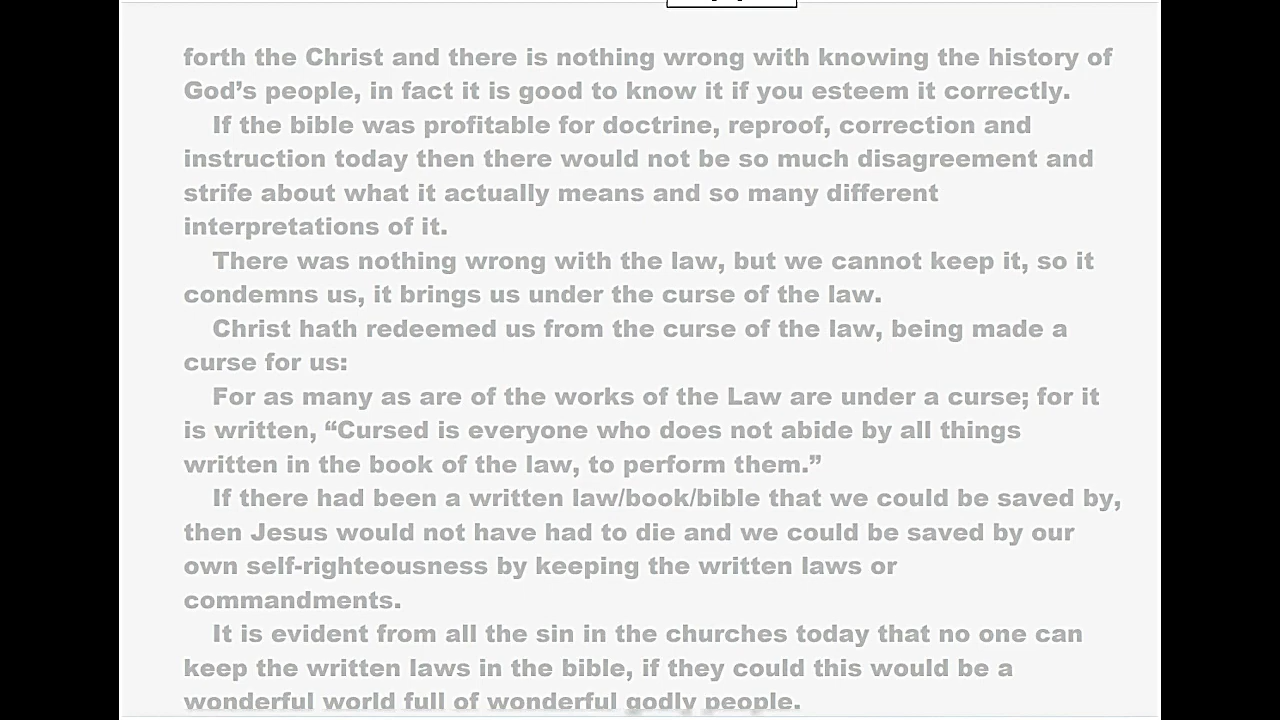 forth the Christ and there is nothing wrong with knowing the history of
God’s people, in fact it is good to know it if you esteem it correctly.
If the bible was profitable for doctrine, reproof, correction and
instruction today then there would not be so much disagreement and
strife about what it actually means and so many different
interpretations of it.
There was nothing wrong with the law, but we cannot keep it, so it
condemns us, it brings us under the curse of the law.
Christ hath redeemed us from the curse of the law, being made a
curse for us:
For as many as are of the works of the Law are under a curse; for it
is written, “Cursed is everyone who does not abide by all things
written in the book of the law, to perform them.”
If there had been a written law/book/bible that we could be saved by,
then Jesus would not have had to die and we could be saved by our
own self-righteousness by keeping the written laws or
commandments.
It is evident from all the sin in the churches today that no one can
keep the written laws in the bible, if they could this would be a
wonderful world full of wonderful godly people.